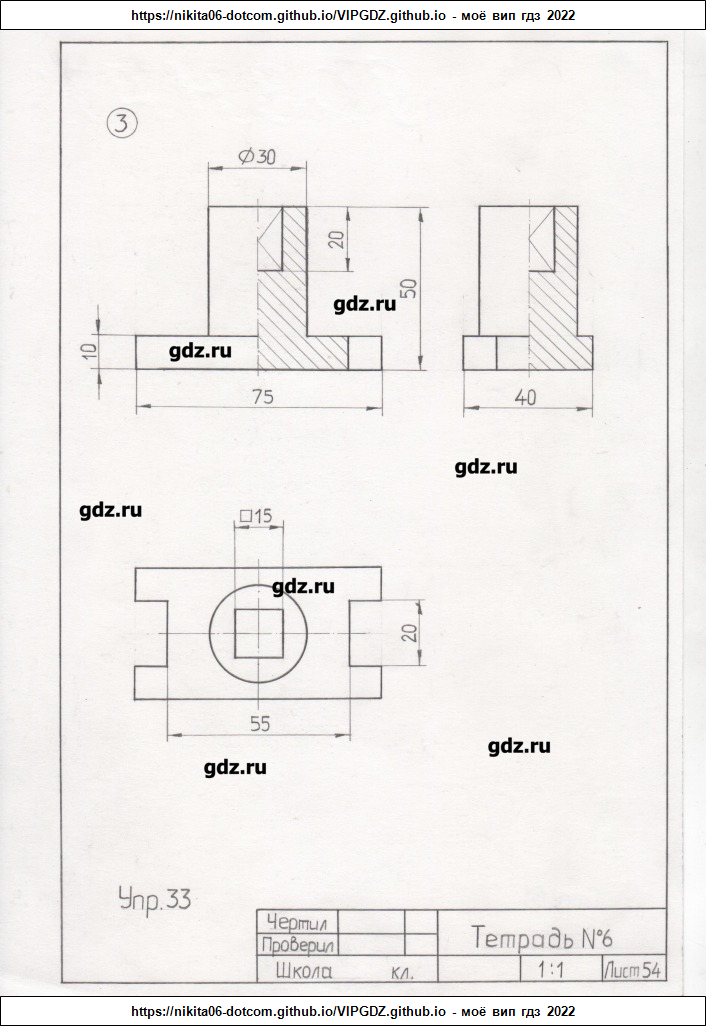 https://nikita06-dotcom.github.io/VIPGDZ.github.io - моё вип гдз 2022
3
Ø30
20
gdz.ru
50
10
gdz.ru
75
40
gdz.ru
gdz.ru
□15
gdz.ru
20
55
gdz.ru
gdz.ru
Упр.33
Чертил
Проверил
Тетрадь №6
Школа кл.
1:1
Лист 54
https://nikita06-dotcom.github.io/VIPGDZ.github.io - моё вип гдз 2022